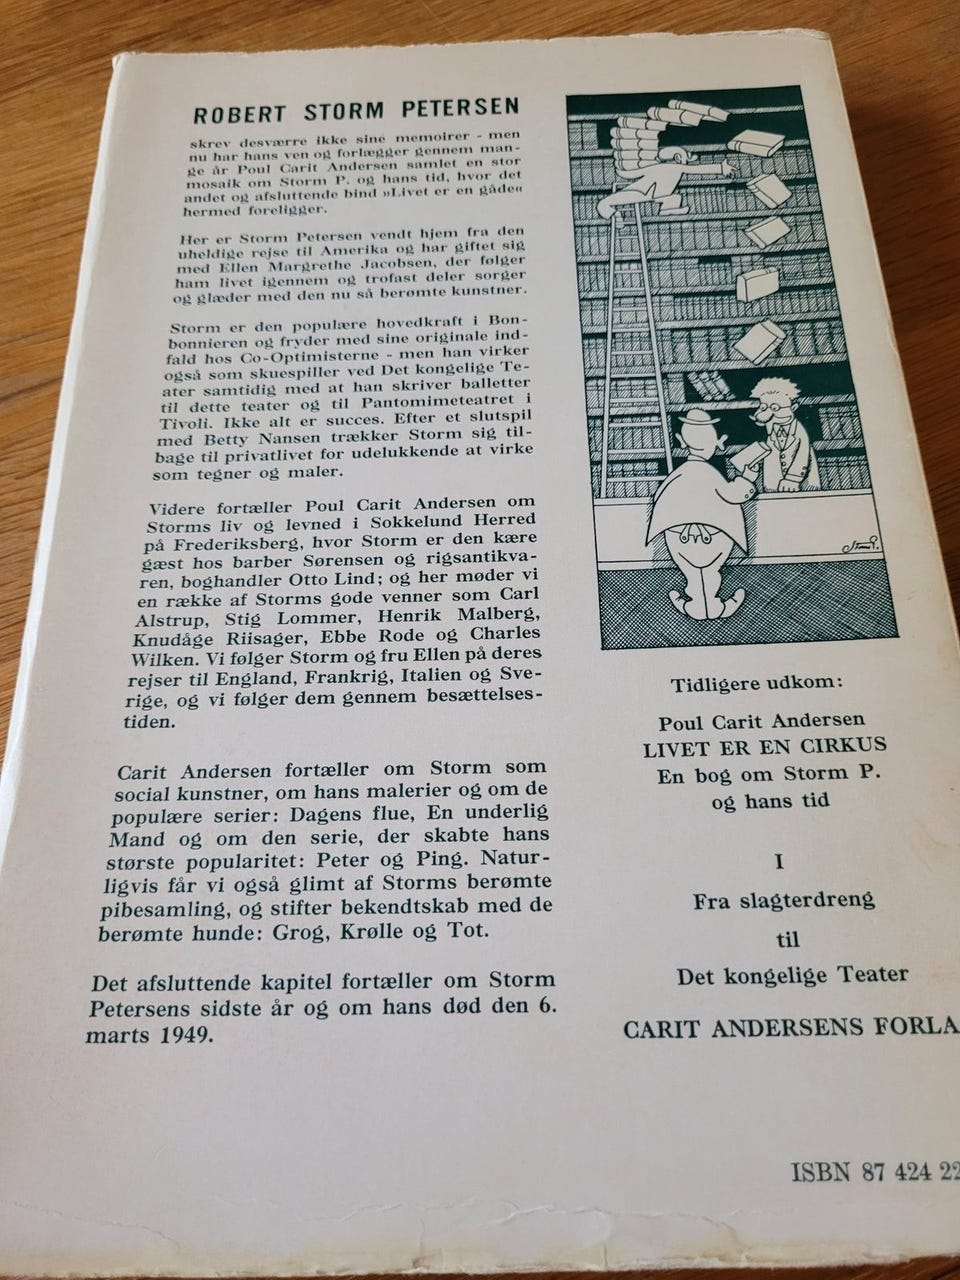 ROBERT STORM PETERSEN
skrev desværre ikke sine memoirer - men
nu har hans ven og forlægger gennem man-
ge år Poul Carit Andersen samlet en stor
mosaik om Storm P. og hans tid, hvor det
andet og afsluttende bind »Livet er en gåde«
hermed foreligger.
Her er Storm Petersen vendt hjem fra den
uheldige rejse til Amerika og har giftet sig
med Ellen Margrethe Jacobsen, der følger
ham livet igennem og trofast deler sorger
og glæder med den nu så berømte kunstner.
Storm er den populære hovedkraft i Bon-
bonnieren og fryder med sine originale ind-
fald hos Co-Optimisterne - men han virker
også som skuespiller ved Det kongelige Te-
ater samtidig med at han skriver balletter
til dette teater og til Pantomimeteatret i
Tivoli. Ikke alt er succes. Efter et slutspil
med Betty Nansen trækker Storm sig til-
bage til privatlivet for udelukkende at virke
som tegner og maler.
Videre fortæller Poul Carit Andersen om
Storms liv og levned i Sokkelund Herred
på Frederiksberg, hvor Storm er den kære
gæst hos barber Sørensen og rigsantikva-
ren, boghandler Otto Lind; og her møder vi
en række af Storms gode venner som Carl
Alstrup, Stig Lommer, Henrik Malberg,
Knudåge Riisager, Ebbe Rode og Charles
Wilken. Vi følger Storm og fru Ellen på deres
rejser til England, Frankrig, Italien og Sve-
rige, og vi følger dem gennem besættelses-
tiden.
Carit Andersen fortæller om Storm som
social kunstner, om hans malerier og om de
populære serier: Dagens flue, En underlig
Mand og om den serie, der skabte hans
største popularitet: Peter og Ping. Natur-
ligvis får vi også glimt af Storms berømte
pibesamling, og stifter bekendtskab med de
berømte hunde: Grog, Krølle og Tot.
Det afsluttende kapitel fortæller om Storm
Petersens sidste år og om hans død den 6.
marts 1949.
Storm P.
Tidligere udkom:
Poul Carit Andersen
LIVET ER EN CIRKUS
En bog om Storm P.
og hans tid
I
Fra slagterdreng
til
Det kongelige Teater
CARIT ANDERSENS FORLA
ISBN 87 424 22